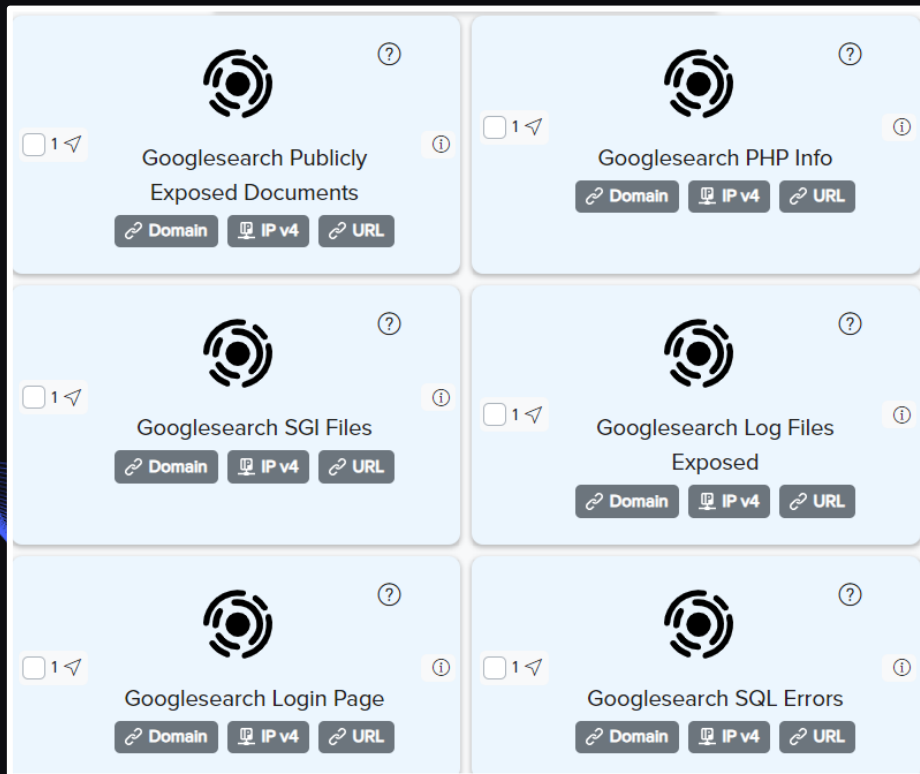 1
Googlesearch Publicly
Exposed Documents
Domain IP v4 URL
1
Googlesearch PHP Info
Domain IP v4 URL
1
Googlesearch SGI Files
Domain IP v4 URL
1
Googlesearch Log Files
Exposed
Domain IP v4 URL
1
Googlesearch Login Page
Domain IP v4 URL
1
Googlesearch SQL Errors
Domain IP v4 URL